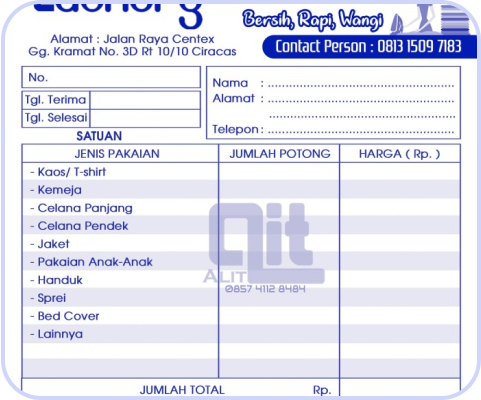 Bersih, Rapi, Wangi
Alamat : Jalan Raya Centex
Gg. Kramat No. 3D Rt 10/10 Ciracas
Contact Person : 0813 1509 7183
No.
Tgl. Terima
Tgl. Selesai
Nama : ................................................
Alamat : ................................................
................................................
Telepon : ................................................
SATUAN
JENIS PAKAIAN JUMLAH POTONG HARGA ( Rp. )
- Kaos/ T-shirt
- Kemeja
- Celana Panjang
- Celana Pendek
- Jaket
- Pakaian Anak-Anak
- Handuk
- Sprei
- Bed Cover
- Lainnya
Qlit
ALIT
0857 4112 8484
JUMLAH TOTAL Rp.